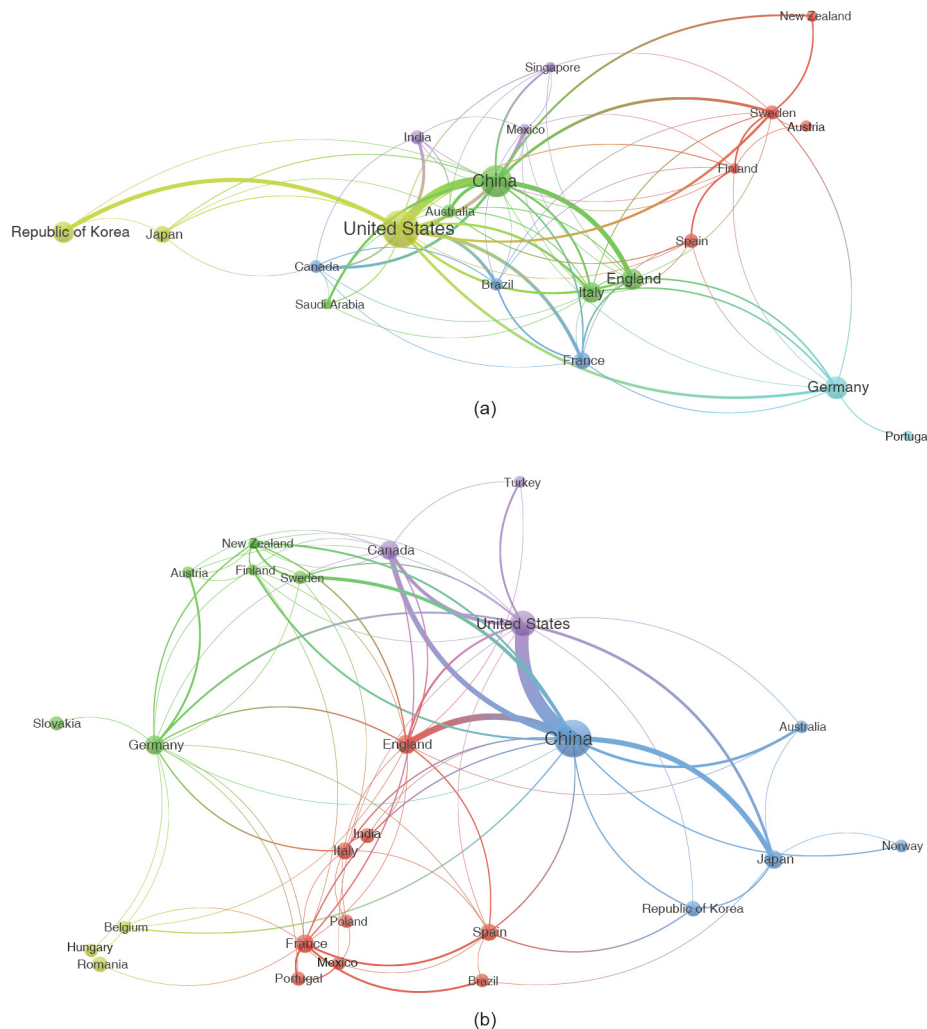 New Zealand
Singapore
Sweden
Austria
Mexico
India
Finland
China
Australia
United States
Republic of Korea
Japan
Spain
Canada
England
Brazil
Italy
Saudi Arabia
France
Germany
(a)
Portuga
Turkey
New Zealand
Canada
Austria
Finland
Sweden
United States
Slovakia
Germany
England
China
Australia
India
Italy
Japan
Norway
Republic of Korea
Belgium
Poland
Spain
Hungary
France
Romania
Mexico
Portugal
Brazil
(b)